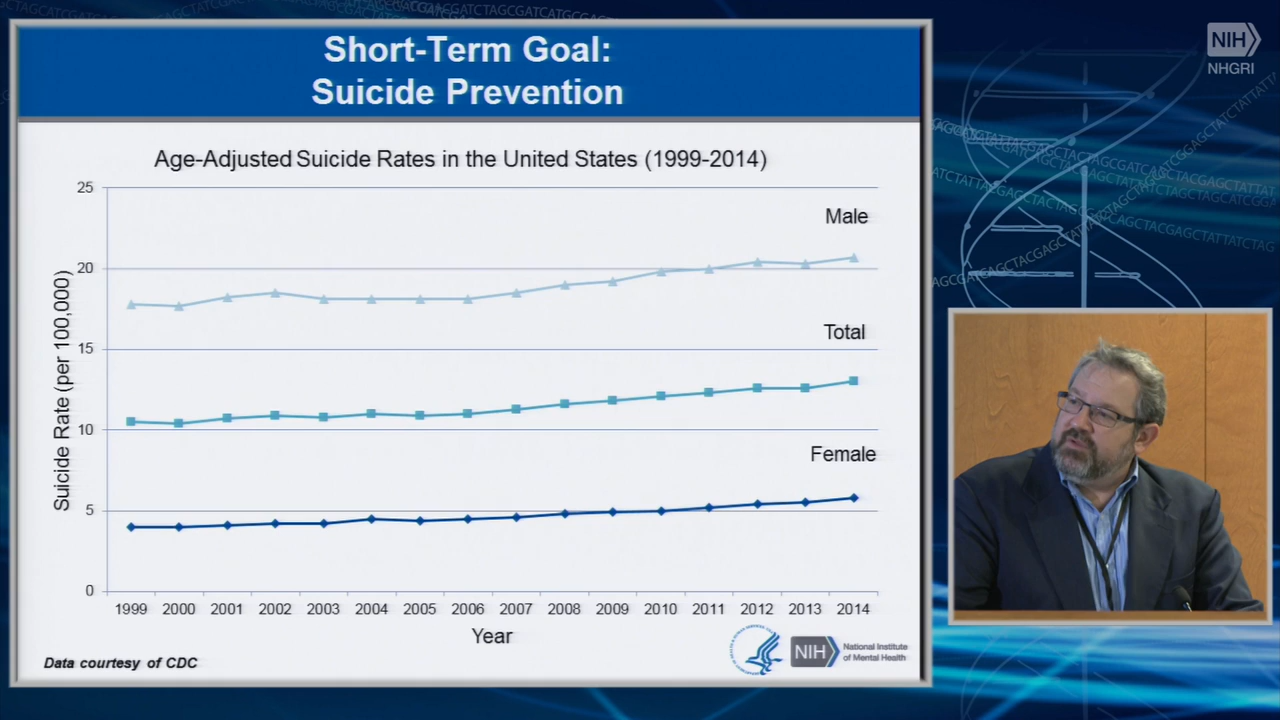 Short-Term Goal:
Suicide Prevention
Age-Adjusted Suicide Rates in the United States (1999-2014)
Suicide Rate (per 100,000)
25
20
15
10
5
0
Male
Total
Female
1999 2000 2001 2002 2003 2004 2005 2006 2007 2008 2009 2010 2011 2012 2013 2014
Year
Data courtesy of CDC
NIH
National Institute
of Mental Health
NIH
NHGRI